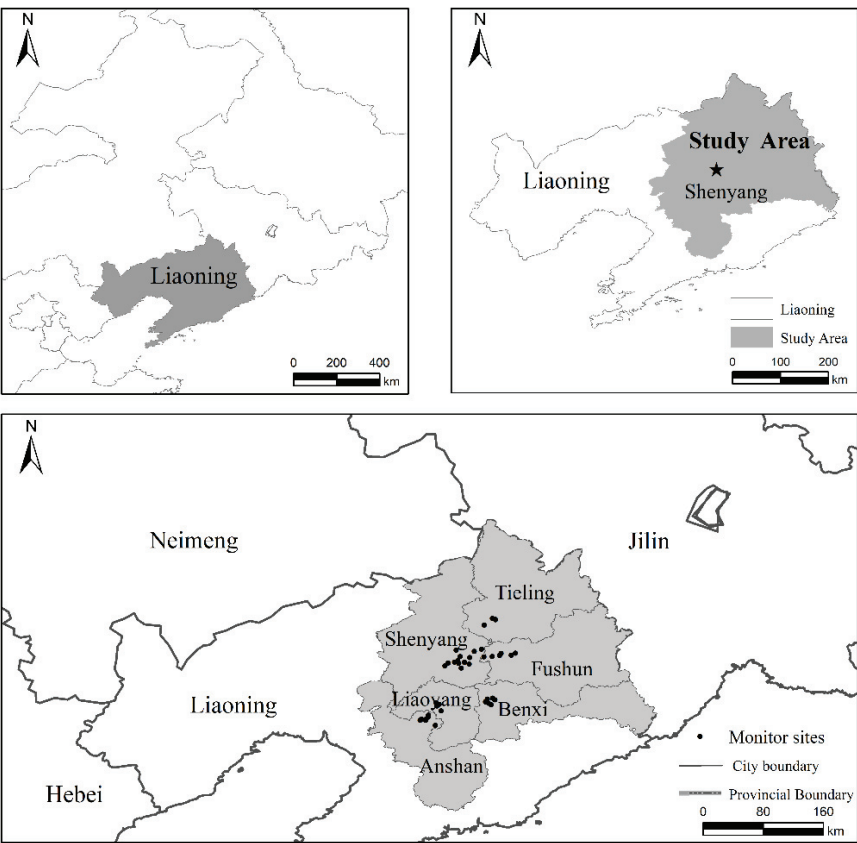 N
Liaoning
0 200 400
km
N
Study Area
Liaoning
Shenyang
Liaoning
Study Area
0 100 200
km
N
Neimeng
Jilin
Tieling
Shenyang
Fushun
Liaoning
Liaoyang
Benxi
Monitor sites
Anshan
City boundary
Hebei
Provincial Boundary
0 80 160
km